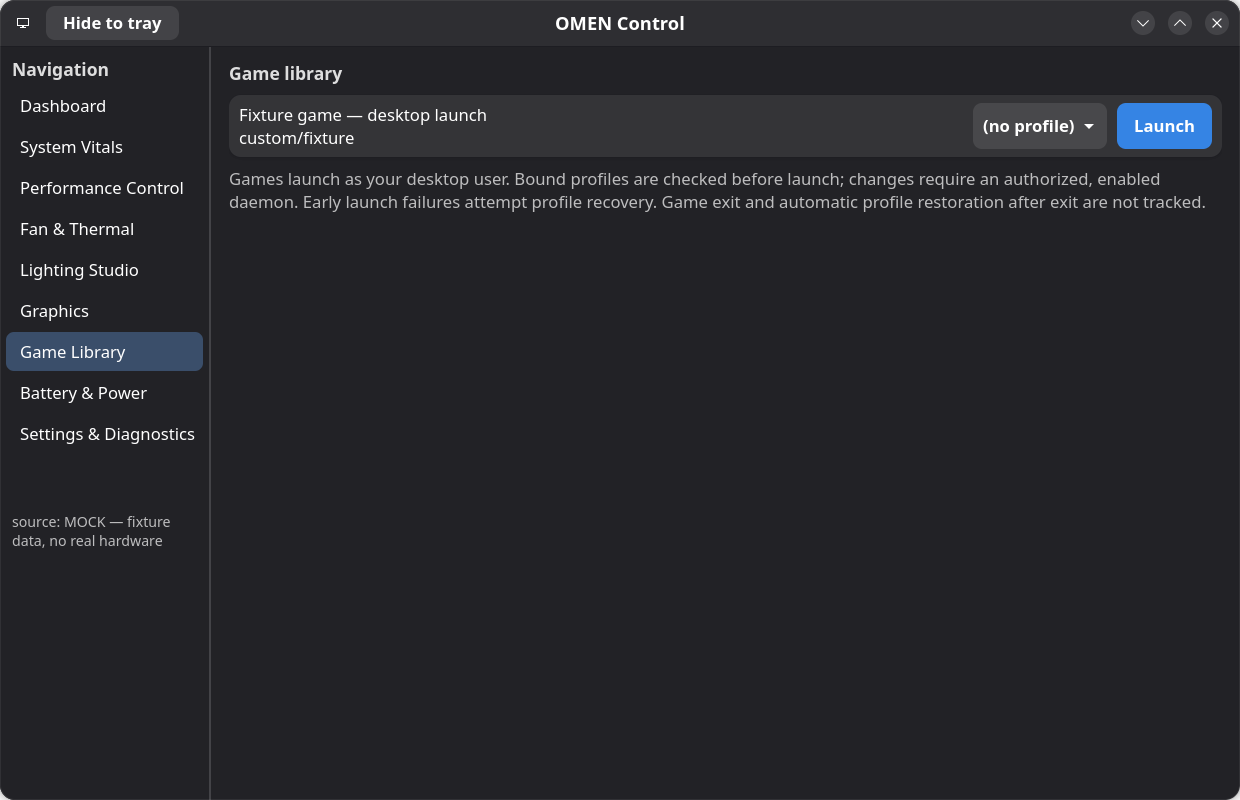 Hide to tray
OMEN Control
Navigation
Dashboard
System Vitals
Performance Control
Fan & Thermal
Lighting Studio
Graphics
Game Library
Battery & Power
Settings & Diagnostics
source: MOCK — fixture
data, no real hardware
Game library
Fixture game — desktop launch
custom/fixture
(no profile)
Launch
Games launch as your desktop user. Bound profiles are checked before launch; changes require an authorized, enabled
daemon. Early launch failures attempt profile recovery. Game exit and automatic profile restoration after exit are not tracked.